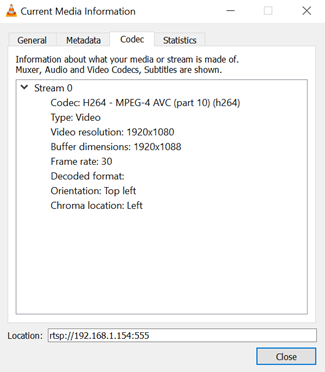 Current Media Information
General Metadata Codec Statistics
Information about what your media or stream is made of.
Muxer, Audio and Video Codecs, Subtitles are shown.
Stream 0
Codec: H264 - MPEG-4 AVC (part 10) (h264)
Type: Video
Video resolution: 1920x1080
Buffer dimensions: 1920x1088
Frame rate: 30
Decoded format:
Orientation: Top left
Chroma location: Left
Location: rtsp://192.168.1.154:555
Close